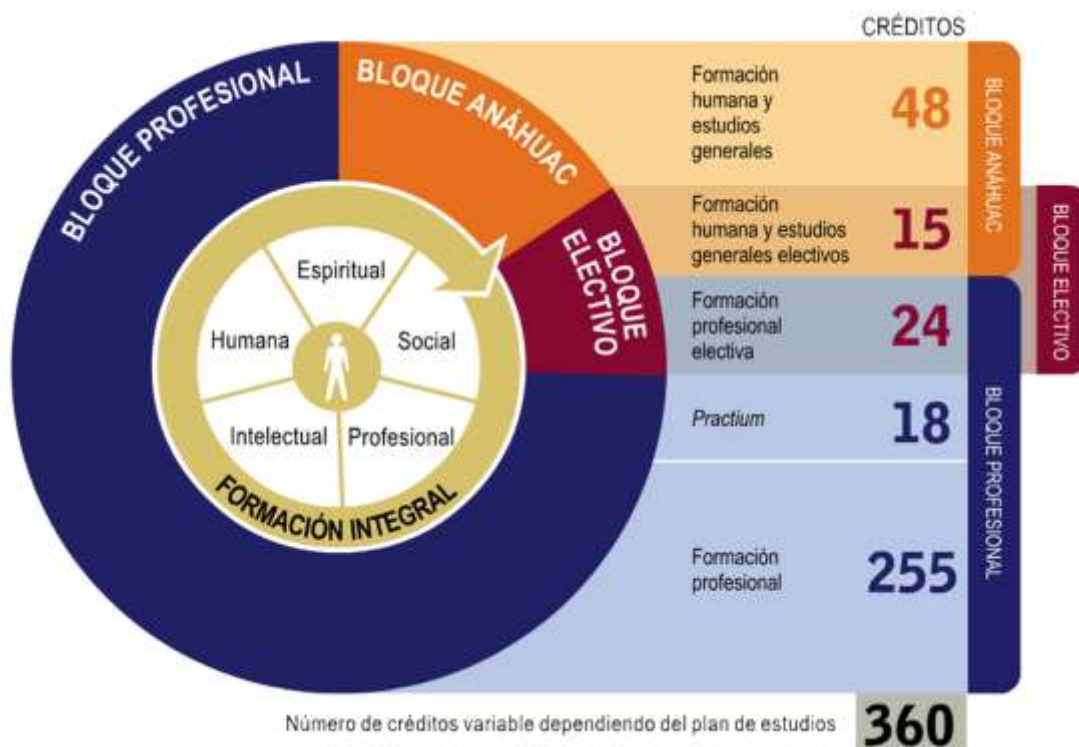 CRÉDITOS
BLOQUE PROFESIONAL
BLOQUE ANÁHUAC
BLOQUE
ELECTIVO
Espiritual
Humana
Social
Intelectual
Profesional
FORMACIÓN INTEGRAL
Formación
humana y
estudios
generales
48
Formación
humana y estudios
generales electivos
15
Formación
profesional
electiva
24
Practium
18
Formación
profesional
255
BLOQUE ANÁHUAC
BLOQUE ELECTIVO
BLOQUE PROFESIONAL
Número de créditos variable dependiendo del plan de estudios
360